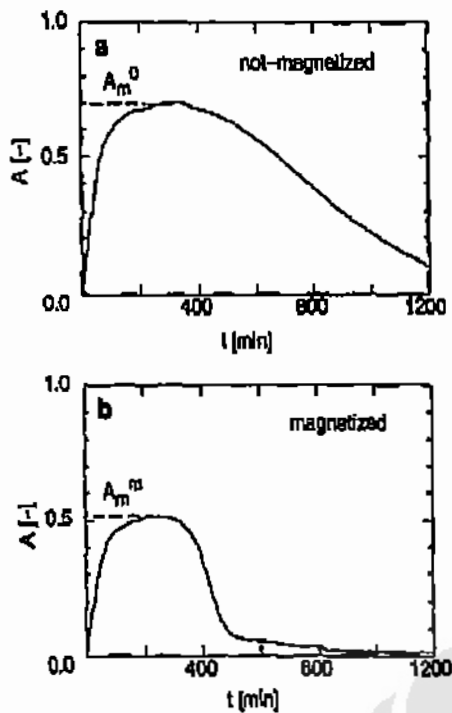 1.0
a
not-magnetized
A_m^0
A [-]
0.5
0.0
400
800
1200
t [min]
1.0
b
magnetized
A_m^m
A [-]
0.5
0.0
400
800
1200
t [min]